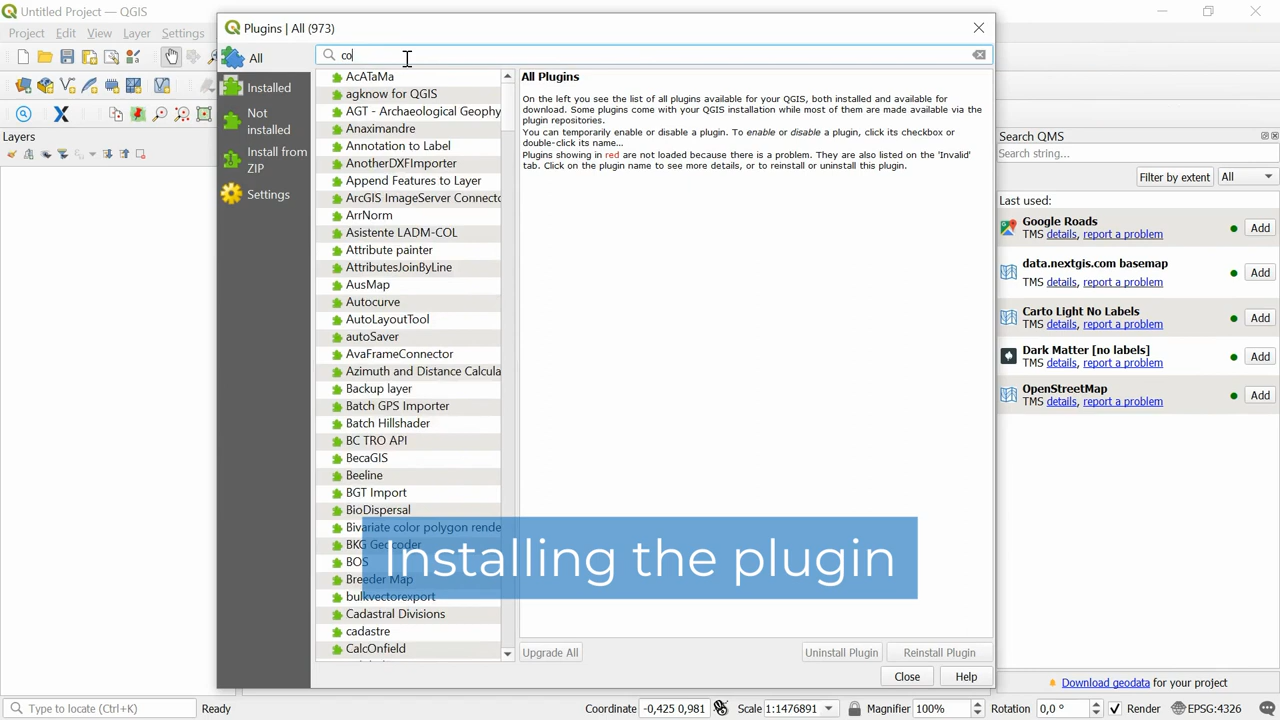 Untitled Project — QGIS
Project Edit View Layer Settings
Layers
Plugins | All (973)
All
Installed
Not
installed
Install from
ZIP
Settings
co
AcATaMa
agknow for QGIS
AGT - Archaeological Geophy
Anaximandre
Annotation to Label
AnotherDXFImporter
Append Features to Layer
ArcGIS ImageServer Connecto
ArrNorm
Asistente LADM-COL
Attribute painter
AttributesJoinByLine
AusMap
Autocurve
AutoLayoutTool
autoSaver
AvaFrameConnector
Azimuth and Distance Calcula
Backup layer
Batch GPS Importer
Batch Hillshader
BC TRO API
BecaGIS
Beeline
BGT Import
BioDispersal
Bivariate color polygon rende
BKG Geocoder
BOS
Breeder Map
bulkvectorexport
Cadastral Divisions
cadastre
CalcOnfield
All Plugins
On the left you see the list of all plugins available for your QGIS, both installed and available for
download. Some plugins come with your QGIS installation while most of them are made available via the
plugin repositories.
You can temporarily enable or disable a plugin. To enable or disable a plugin, click its checkbox or
double-click its name...
Plugins showing in red are not loaded because there is a problem. They are also listed on the 'Invalid'
tab. Click on the plugin name to see more details, or to reinstall or uninstall this plugin.
Installing the plugin
Upgrade All Uninstall Plugin Reinstall Plugin
Close Help
Search QMS
Search string...
Filter by extent All
Last used:
Google Roads
TMS details, report a problem Add
data.nextgis.com basemap
TMS details, report a problem Add
Carto Light No Labels
TMS details, report a problem Add
Dark Matter [no labels]
TMS details, report a problem Add
OpenStreetMap
TMS details, report a problem Add
Download geodata for your project
Type to locate (Ctrl+K) Ready Coordinate -0,425 0,981 Scale 1:1476891 Magnifier 100% Rotation 0,0 ° Render EPSG:4326